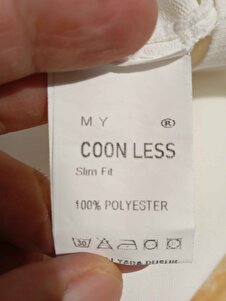 MY ®
COON LESS
Slim Fit
100% POLYESTER
30